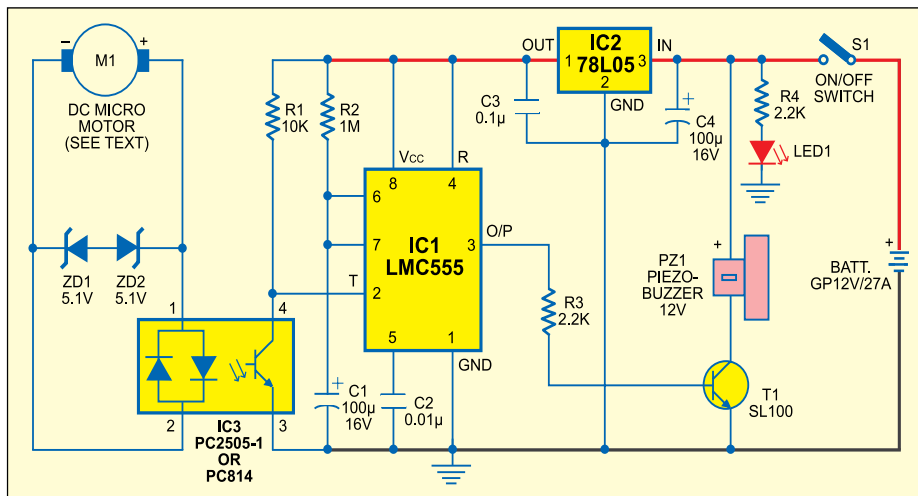 − M1 +
DC MICRO
MOTOR
(SEE TEXT)
ZD1
5.1V
ZD2
5.1V
1
4
2
3
IC3
PC2505-1
OR
PC814
R1
10K
R2
1M
VCC
R
8
4
6
7
T
2
IC1
LMC555
3
O/P
5
1
GND
C1
100µ
16V
+
C2
0.01µ
R3
2.2K
OUT
IC2
78L05
IN
1
3
2
GND
C3
0.1µ
+
C4
100µ
16V
S1
ON/OFF
SWITCH
R4
2.2K
LED1
+
PZ1
PIEZO-
BUZZER
12V
+
BATT.
GP12V/27A
T1
SL100